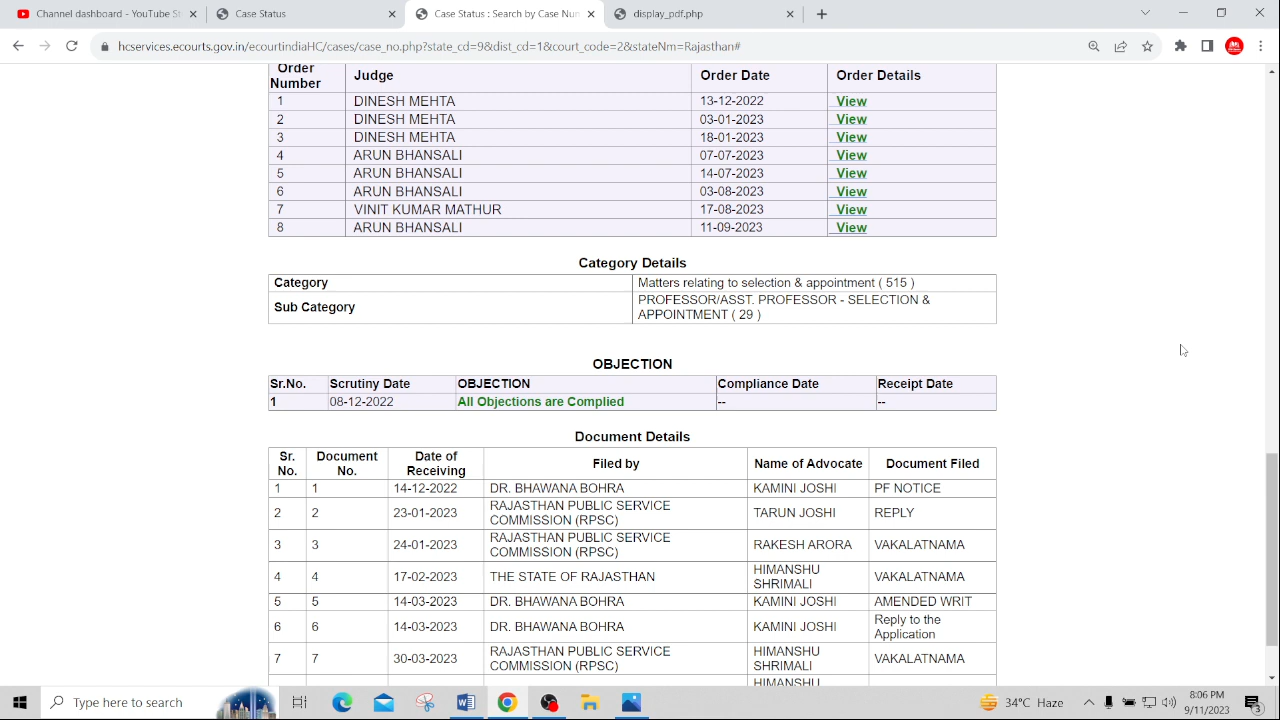 Channel dashboard - YouTube St
Case Status
Case Status : Search by Case Num
display_pdf.php
hcservices.ecourts.gov.in/ecourtindiaHC/cases/case_no.php?state_cd=9&dist_cd=1&court_code=2&stateNm=Rajasthan#
Order Number Judge Order Date Order Details
1 DINESH MEHTA 13-12-2022 View
2 DINESH MEHTA 03-01-2023 View
3 DINESH MEHTA 18-01-2023 View
4 ARUN BHANSALI 07-07-2023 View
5 ARUN BHANSALI 14-07-2023 View
6 ARUN BHANSALI 03-08-2023 View
7 VINIT KUMAR MATHUR 17-08-2023 View
8 ARUN BHANSALI 11-09-2023 View
Category Details
Category Matters relating to selection & appointment ( 515 )
Sub Category PROFESSOR/ASST. PROFESSOR - SELECTION &
APPOINTMENT ( 29 )
OBJECTION
Sr.No. Scrutiny Date OBJECTION Compliance Date Receipt Date
1 08-12-2022 All Objections are Complied -- --
Document Details
Sr. No. Document No. Date of Receiving Filed by Name of Advocate Document Filed
1 1 14-12-2022 DR. BHAWANA BOHRA KAMINI JOSHI PF NOTICE
2 2 23-01-2023 RAJASTHAN PUBLIC SERVICE COMMISSION (RPSC) TARUN JOSHI REPLY
3 3 24-01-2023 RAJASTHAN PUBLIC SERVICE COMMISSION (RPSC) RAKESH ARORA VAKALATNAMA
4 4 17-02-2023 THE STATE OF RAJASTHAN HIMANSHU SHRIMALI VAKALATNAMA
5 5 14-03-2023 DR. BHAWANA BOHRA KAMINI JOSHI AMENDED WRIT
6 6 14-03-2023 DR. BHAWANA BOHRA KAMINI JOSHI Reply to the Application
7 7 30-03-2023 RAJASTHAN PUBLIC SERVICE COMMISSION (RPSC) HIMANSHU SHRIMALI VAKALATNAMA
HIMANSHU
Type here to search
34°C Haze
8:06 PM
9/11/2023
3